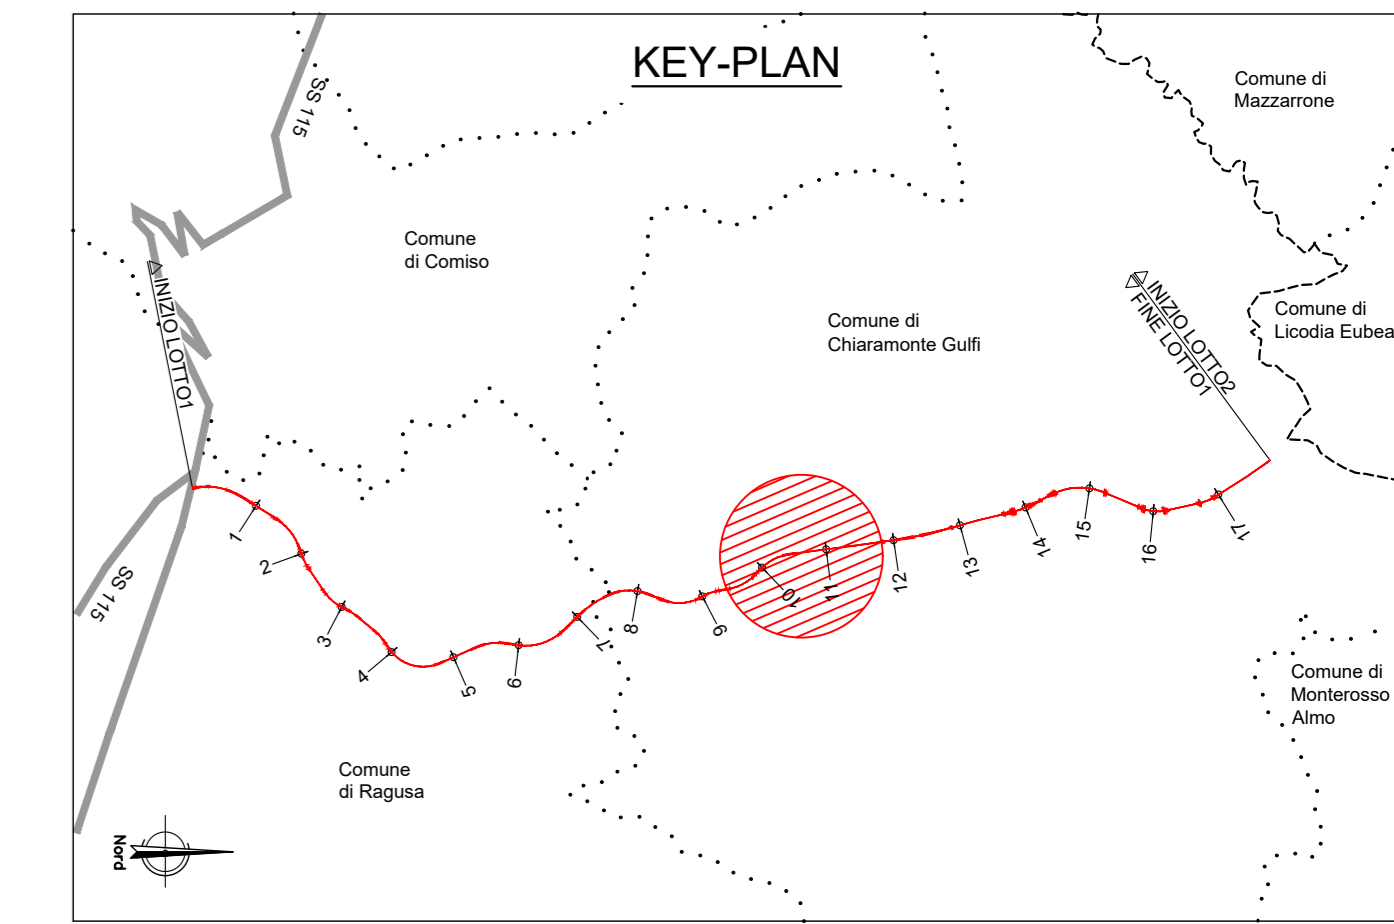 KEY-PLAN
SS 115
Comune di
Mazzarrone
Comune
di Comiso
INIZIO LOTTO1
Comune di
Chiaramonte Gulfi
INIZIO LOTTO2
FINE LOTTO1
Comune di
Licodia Eubea
1
2
3
4
5
6
7
8
9
10
11
12
13
14
15
16
17
SS 115
Comune di
Monterosso
Almo
Comune
di Ragusa
Nord